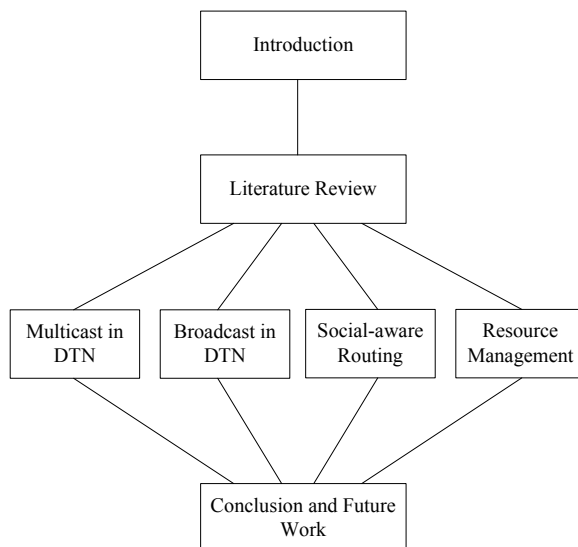 Introduction
Literature Review
Multicast in
DTN
Broadcast in
DTN
Social-aware
Routing
Resource
Management
Conclusion and Future
Work